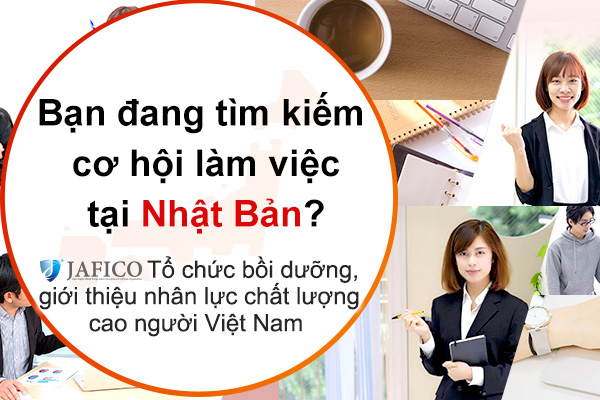 Bạn đang tìm kiếm
cơ hội làm việc
tại Nhật Bản?
JAFICO Tổ chức bồi dưỡng,
giới thiệu nhân lực chất lượng
cao người Việt Nam